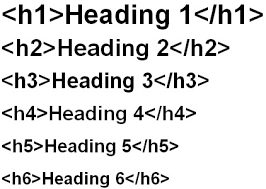 <h1>Heading 1</h1>
<h2>Heading 2</h2>
<h3>Heading 3</h3>
<h4>Heading 4</h4>
<h5>Heading 5</h5>
<h6>Heading 6</h6>